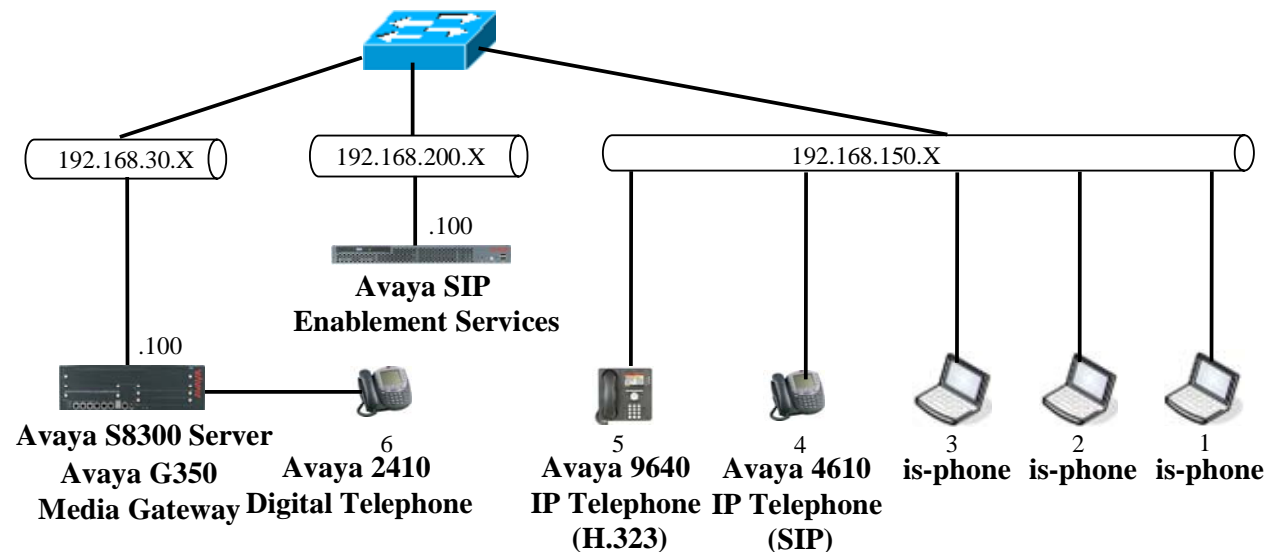 192.168.30.X
192.168.200.X
192.168.150.X
.100
Avaya SIP
Enablement Services
.100
Avaya S8300 Server
Avaya G350
Media Gateway
6
Avaya 2410
Digital Telephone
5
Avaya 9640
IP Telephone
(H.323)
4
Avaya 4610
IP Telephone
(SIP)
3
is-phone
2
is-phone
1
is-phone